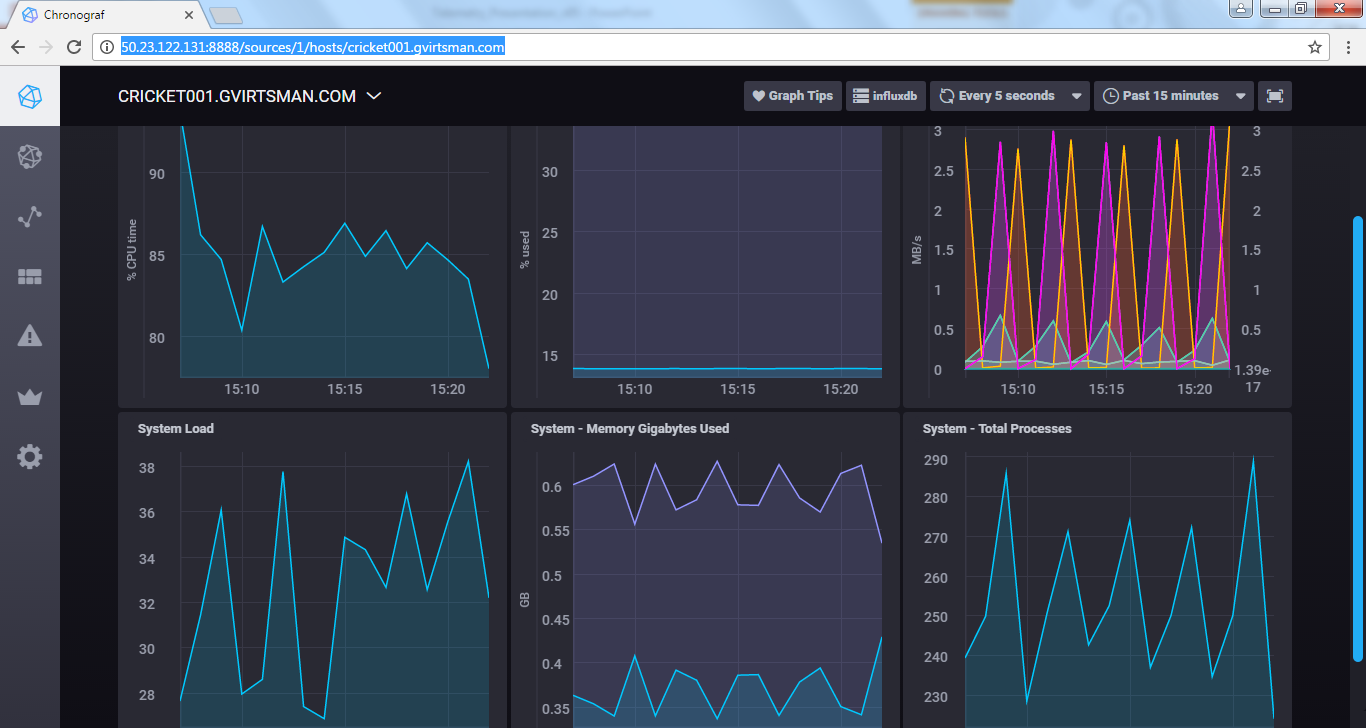 Chronograf
50.23.122.131:8888/sources/1/hosts/cricket001.gvirtsman.com
CRICKET001.GVIRTSMAN.COM
Graph Tips
influxdb
Every 5 seconds
Past 15 minutes
% CPU time
90
85
80
15:10 15:15 15:20
% used
30
25
20
15
15:10 15:15 15:20
MB/s
3
2.5
2
1.5
1
0.5
0
3
2.5
2
1.5
1
0.5
1.39e-
17
15:10 15:15 15:20
System Load
38
36
34
32
30
28
System - Memory Gigabytes Used
GB
0.6
0.55
0.5
0.45
0.4
0.35
System - Total Processes
290
280
270
260
250
240
230